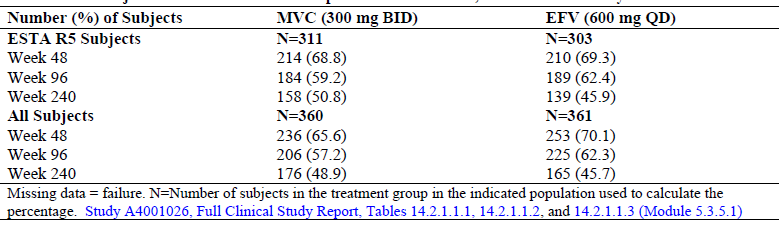 Number (%) of Subjects MVC (300 mg BID) EFV (600 mg QD)
ESTA R5 Subjects N=311 N=303
Week 48 214 (68.8) 210 (69.3)
Week 96 184 (59.2) 189 (62.4)
Week 240 158 (50.8) 139 (45.9)
All Subjects N=360 N=361
Week 48 236 (65.6) 253 (70.1)
Week 96 206 (57.2) 225 (62.3)
Week 240 176 (48.9) 165 (45.7)
Missing data = failure. N=Number of subjects in the treatment group in the indicated population used to calculate the
percentage. Study A4001026, Full Clinical Study Report, Tables 14.2.1.1.1, 14.2.1.1.2, and 14.2.1.1.3 (Module 5.3.5.1)